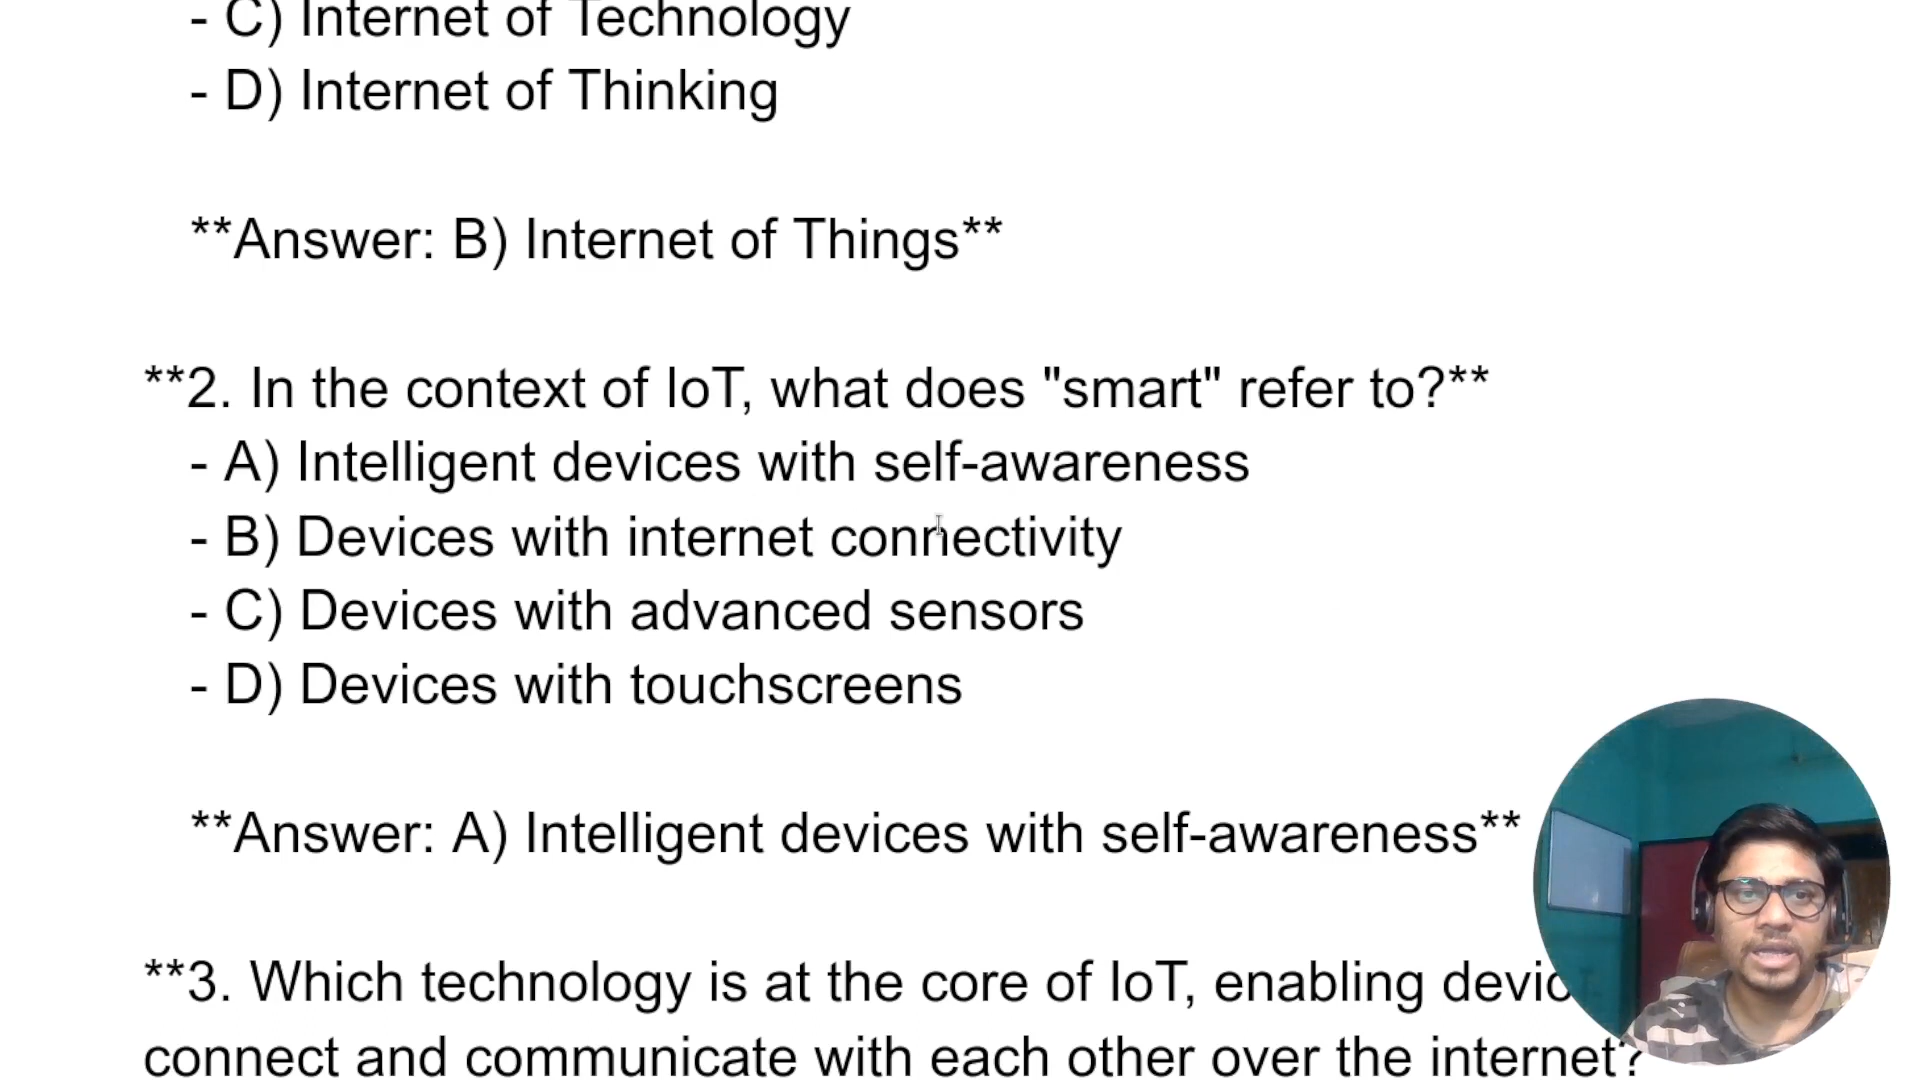 - C) Internet of Technology
- D) Internet of Thinking
**Answer: B) Internet of Things**
**2. In the context of IoT, what does "smart" refer to?**
- A) Intelligent devices with self-awareness
- B) Devices with internet connectivity
- C) Devices with advanced sensors
- D) Devices with touchscreens
**Answer: A) Intelligent devices with self-awareness**
**3. Which technology is at the core of IoT, enabling
connect and communicate with each other over the internet?